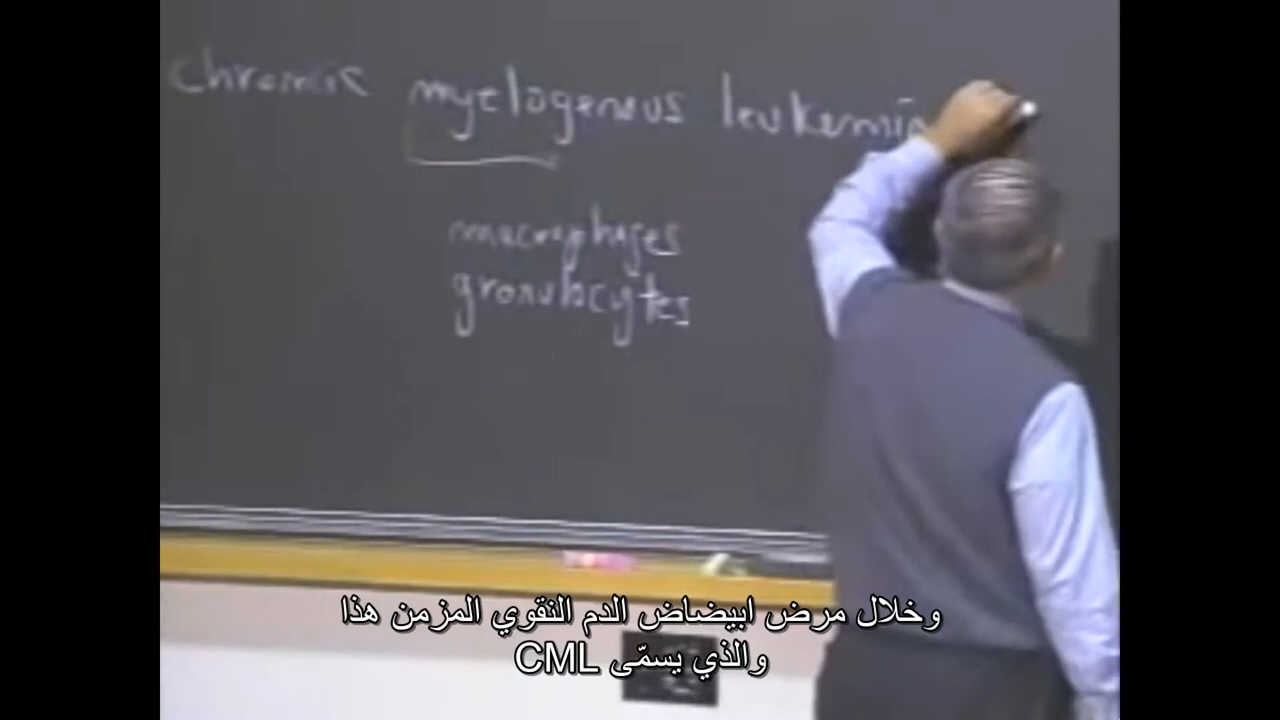 chronic myelogenous leukemia
macrophages
granulocytes
وخلال مرض ابيضاض الدم النقوي المزمن هذا
والذي يسمّى CML